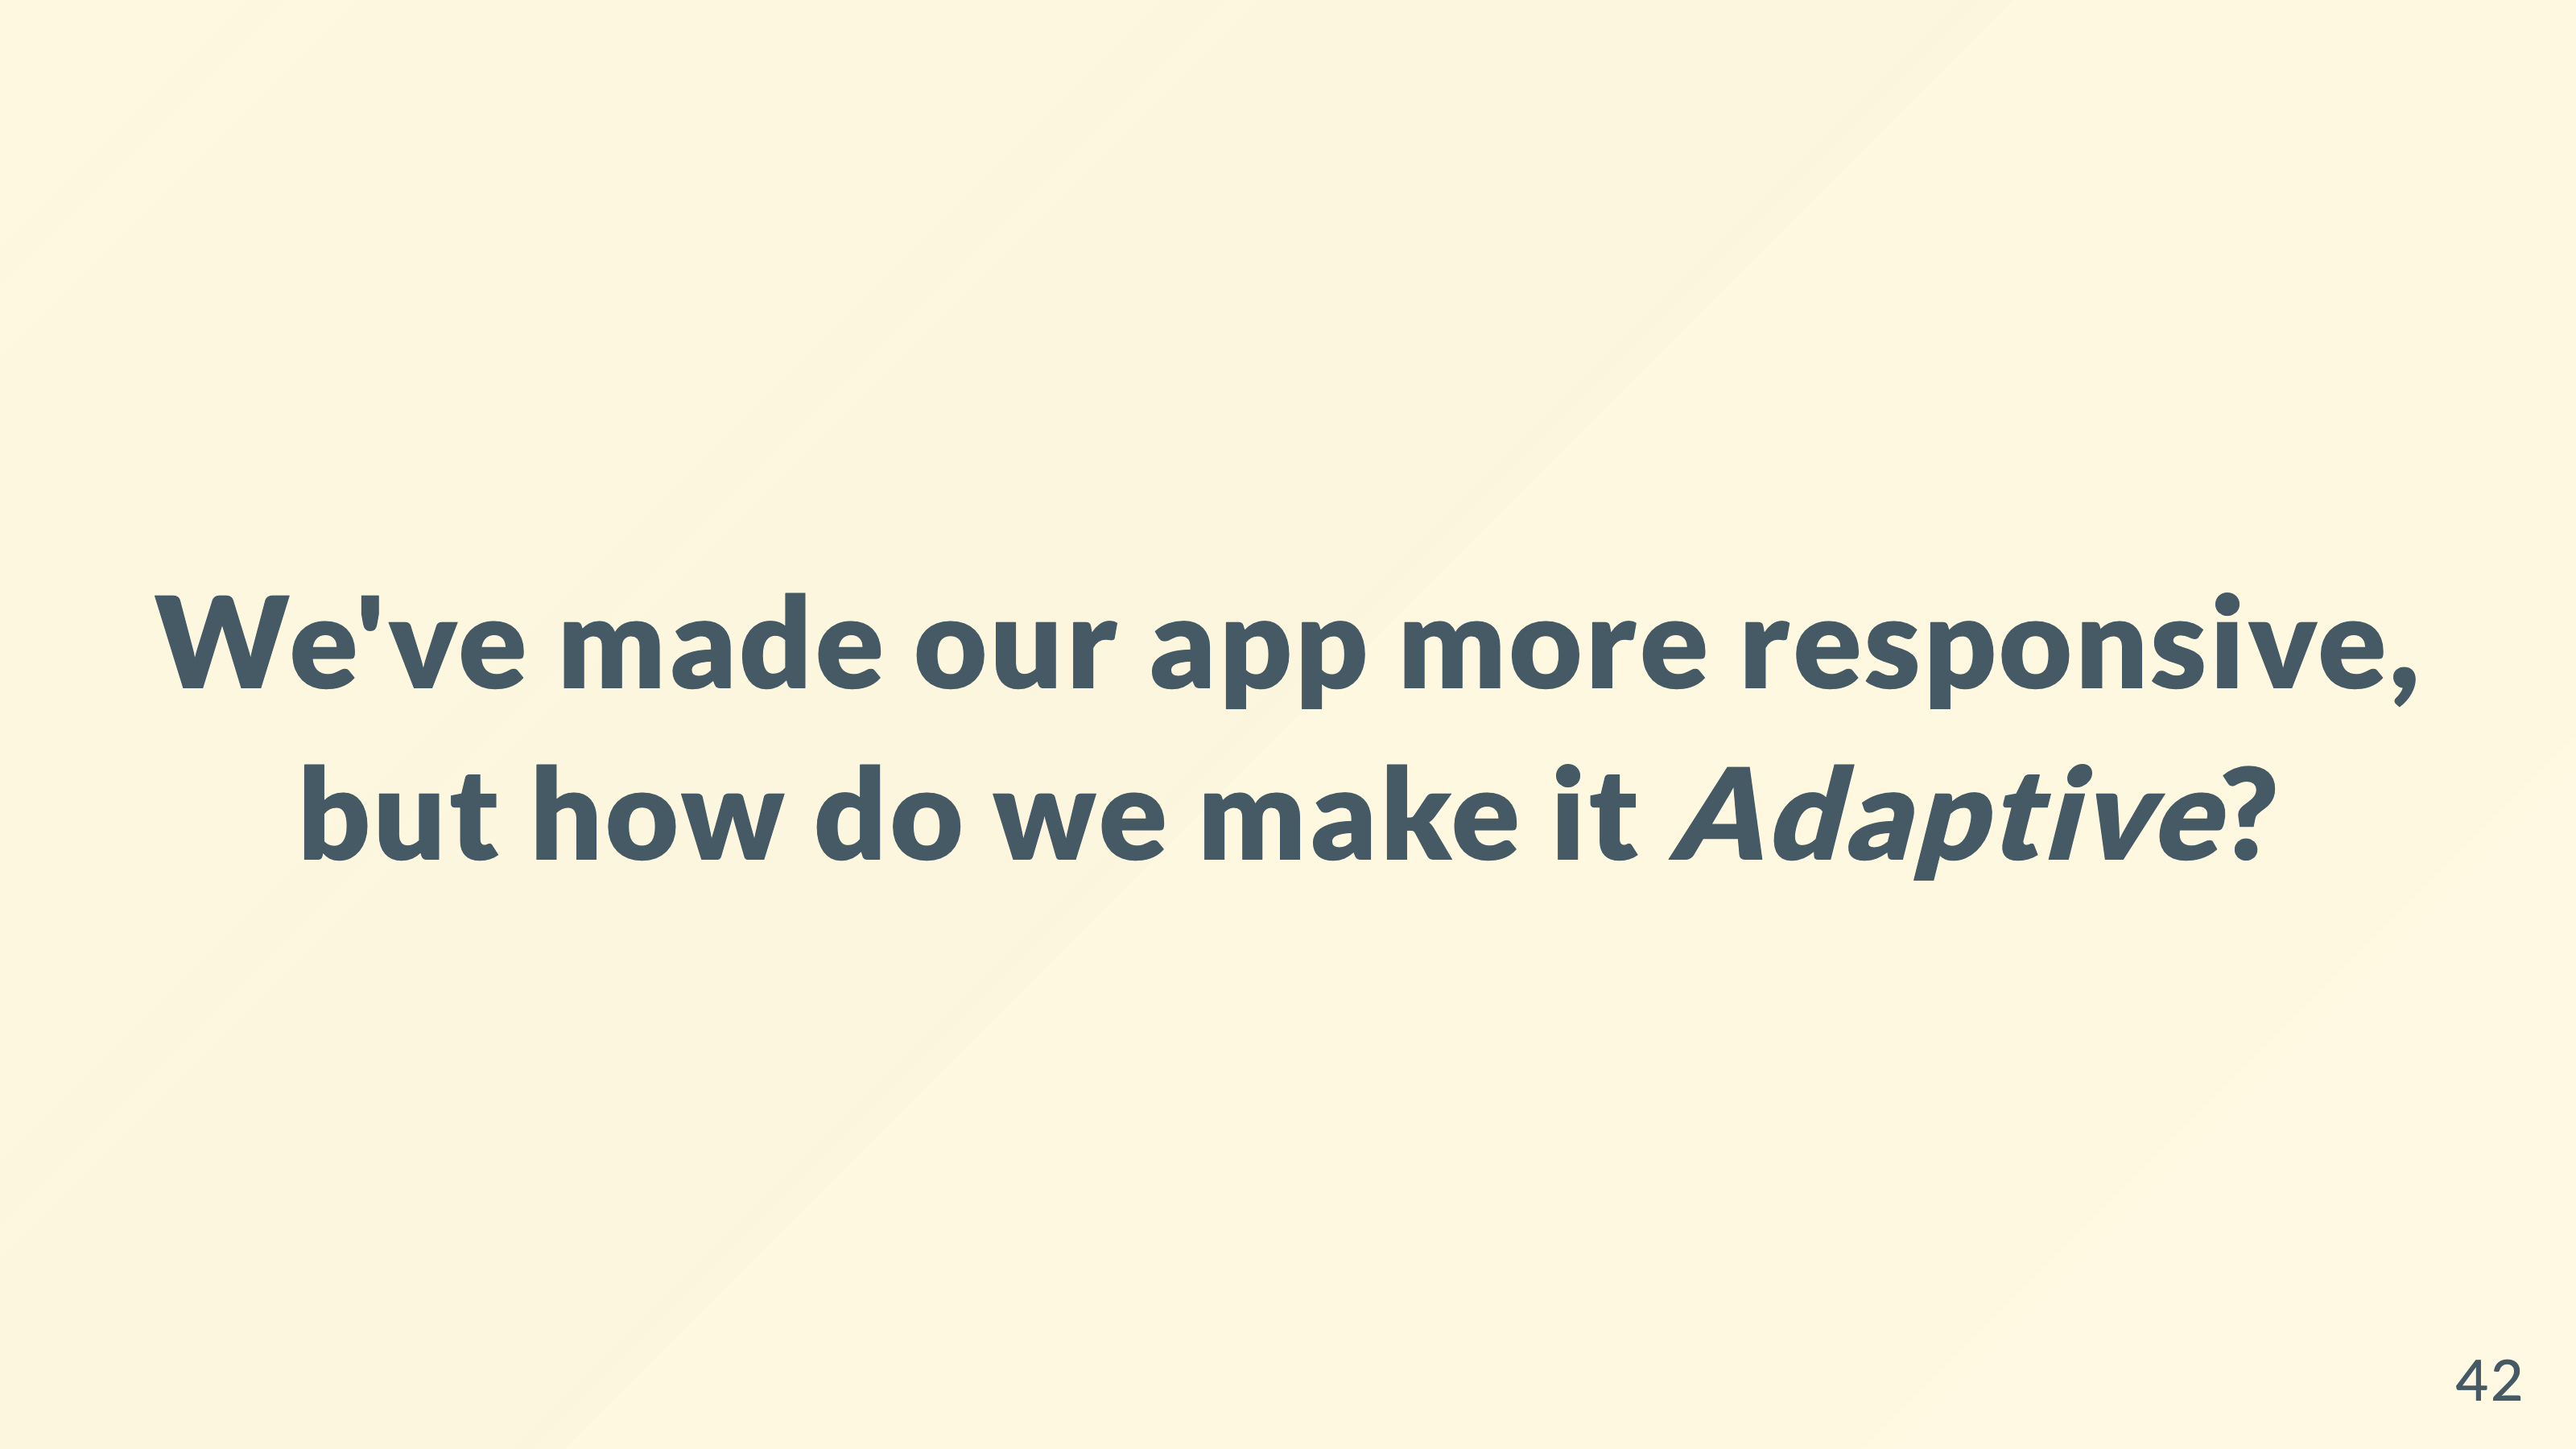 We've made our app more responsive,
but how do we make it Adaptive?
42